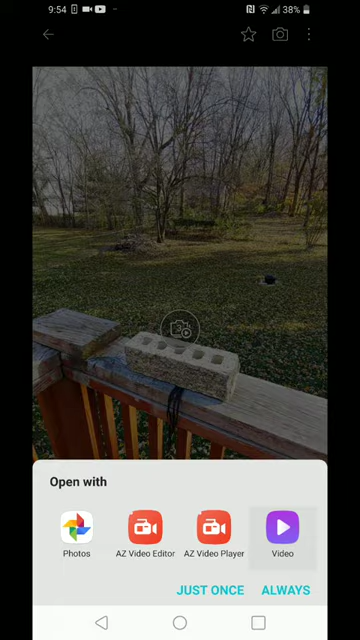 9:54 38%
Open with
Photos AZ Video Editor AZ Video Player Video
JUST ONCE ALWAYS